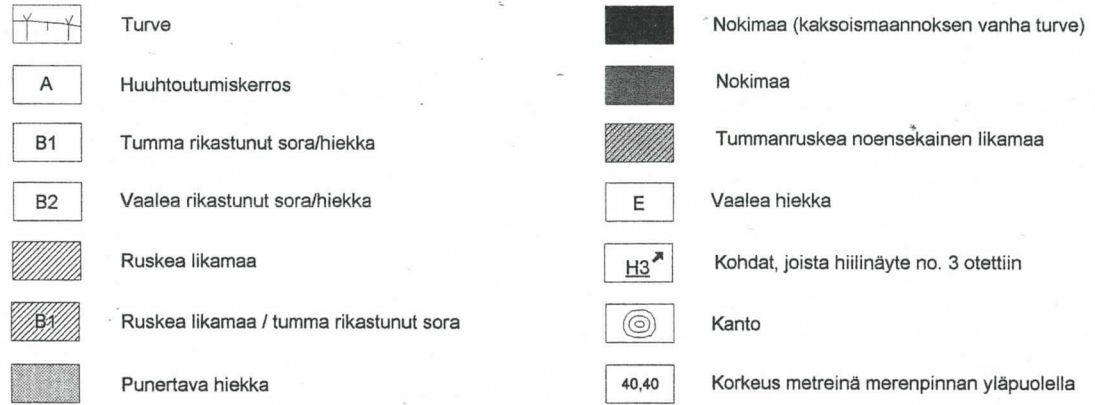 Turve
A Huuhtoutumiskerros
B1 Tumma rikastunut sora/hiekka
B2 Vaalea rikastunut sora/hiekka
Ruskea likamaa
B1 Ruskea likamaa / tumma rikastunut sora
Punertava hiekka
Nokimaa (kaksoismaannoksen vanha turve)
Nokimaa
Tummanruskea noensekainen likamaa
E Vaalea hiekka
H3 Kohdat, joista hiilinäyte no. 3 otettiin
Kanto
40,40 Korkeus metreinä merenpinnan yläpuolella